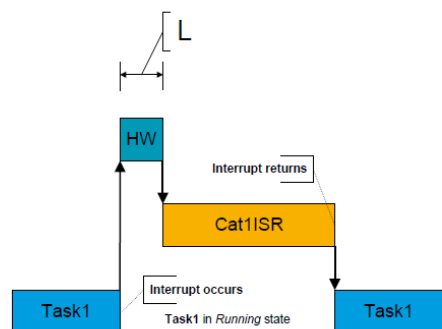 L
HW
Interrupt returns
Cat1ISR
Interrupt occurs
Task1
Task1 in Running state
Task1